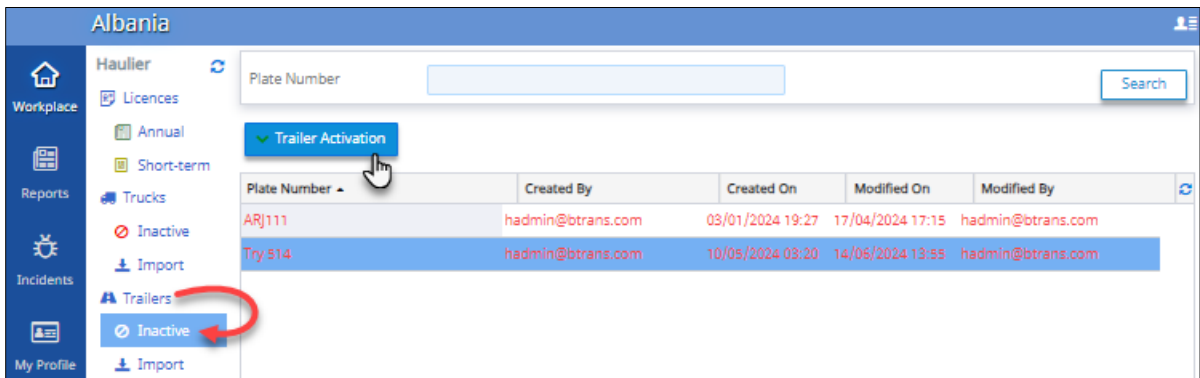 Albania
Workplace
Reports
Incidents
My Profile
Haulier
Licences
Annual
Short-term
Trucks
Inactive
Import
Trailers
Inactive
Import
Plate Number
Search
Trailer Activation
Plate Number Created By Created On Modified On Modified By
ARJ111 hadmin@btrans.com 03/01/2024 19:27 17/04/2024 17:15 hadmin@btrans.com
Try 514 hadmin@btrans.com 10/05/2024 03:20 14/06/2024 13:55 hadmin@btrans.com